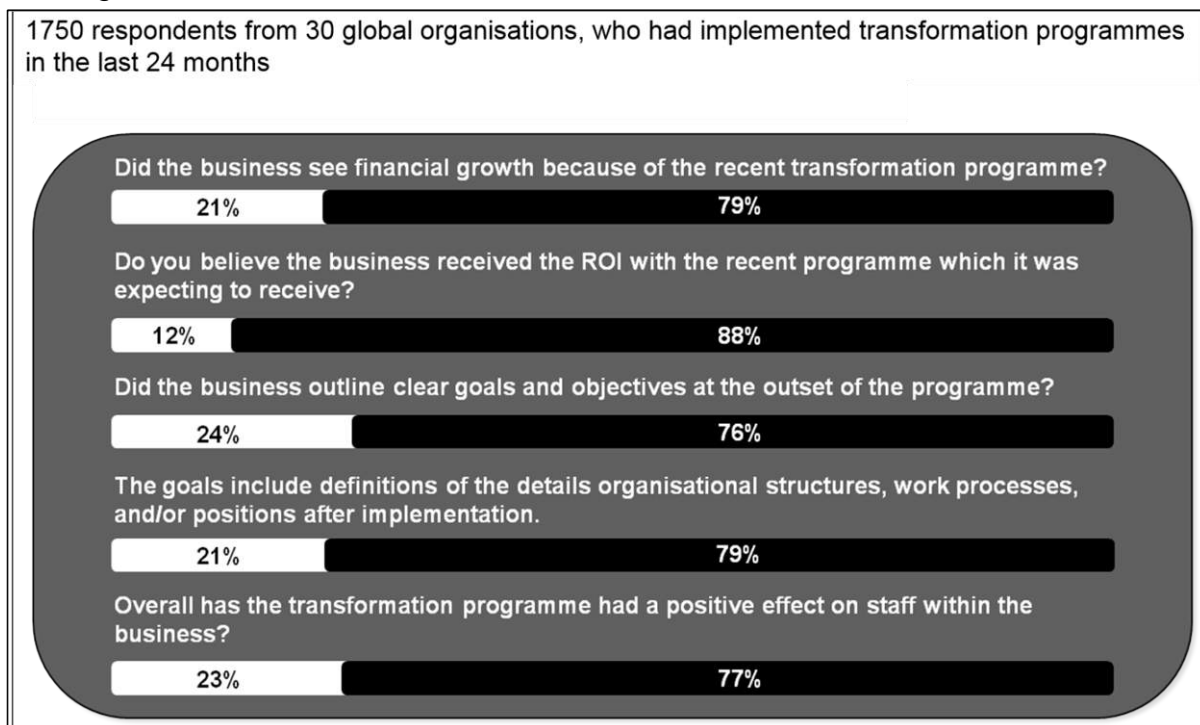 1750 respondents from 30 global organisations, who had implemented transformation programmes
in the last 24 months
Did the business see financial growth because of the recent transformation programme?
21% 79%
Do you believe the business received the ROI with the recent programme which it was
expecting to receive?
12% 88%
Did the business outline clear goals and objectives at the outset of the programme?
24% 76%
The goals include definitions of the details organisational structures, work processes,
and/or positions after implementation.
21% 79%
Overall has the transformation programme had a positive effect on staff within the
business?
23% 77%